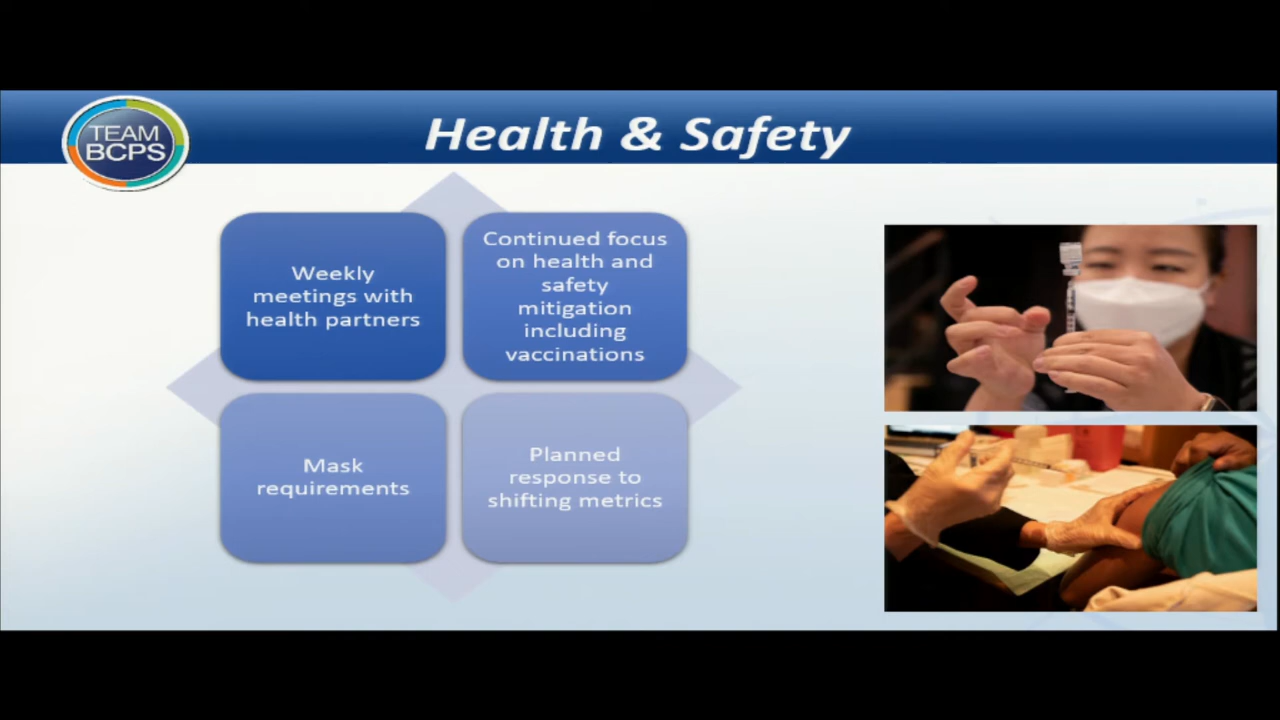 TEAM
BCPS
Health & Safety
Weekly
meetings with
health partners
Continued focus
on health and
safety
mitigation
including
vaccinations
Mask
requirements
Planned
response to
shifting metrics